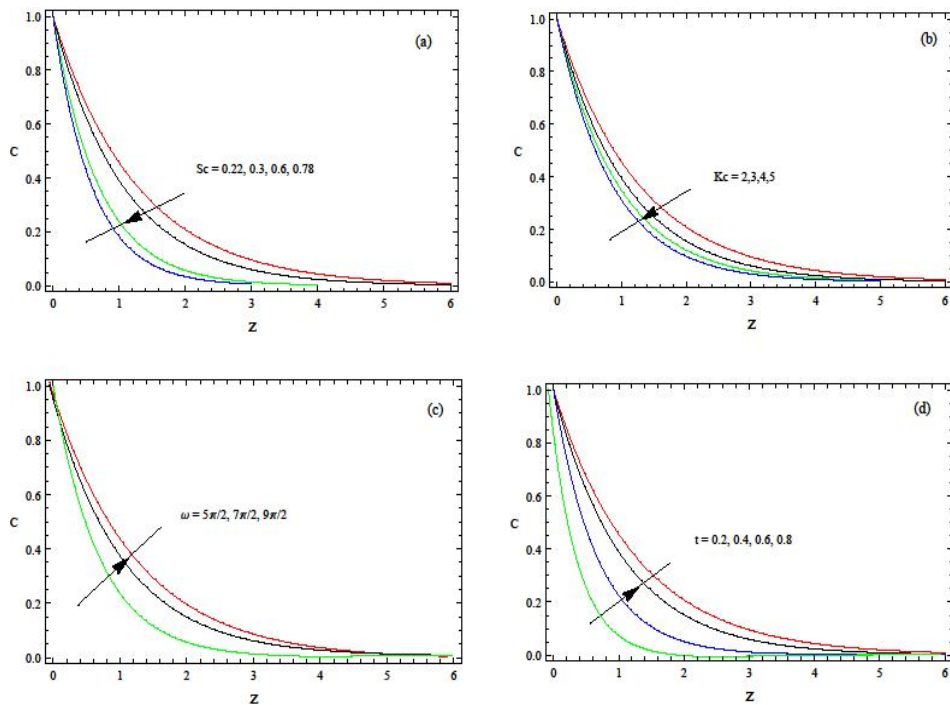 (a)
1.0
0.8
0.6
C
0.4
0.2
0.0
Sc = 0.22, 0.3, 0.6, 0.78
0 1 2 3 4 5 6
Z
(b)
1.0
0.8
0.6
C
0.4
0.2
0.0
Kc = 2,3,4,5
0 1 2 3 4 5 6
Z
(c)
1.0
0.8
0.6
C
0.4
0.2
0.0
ω = 5π/2, 7π/2, 9π/2
0 1 2 3 4 5 6
Z
(d)
1.0
0.8
0.6
C
0.4
0.2
0.0
t = 0.2, 0.4, 0.6, 0.8
0 1 2 3 4 5 6
Z